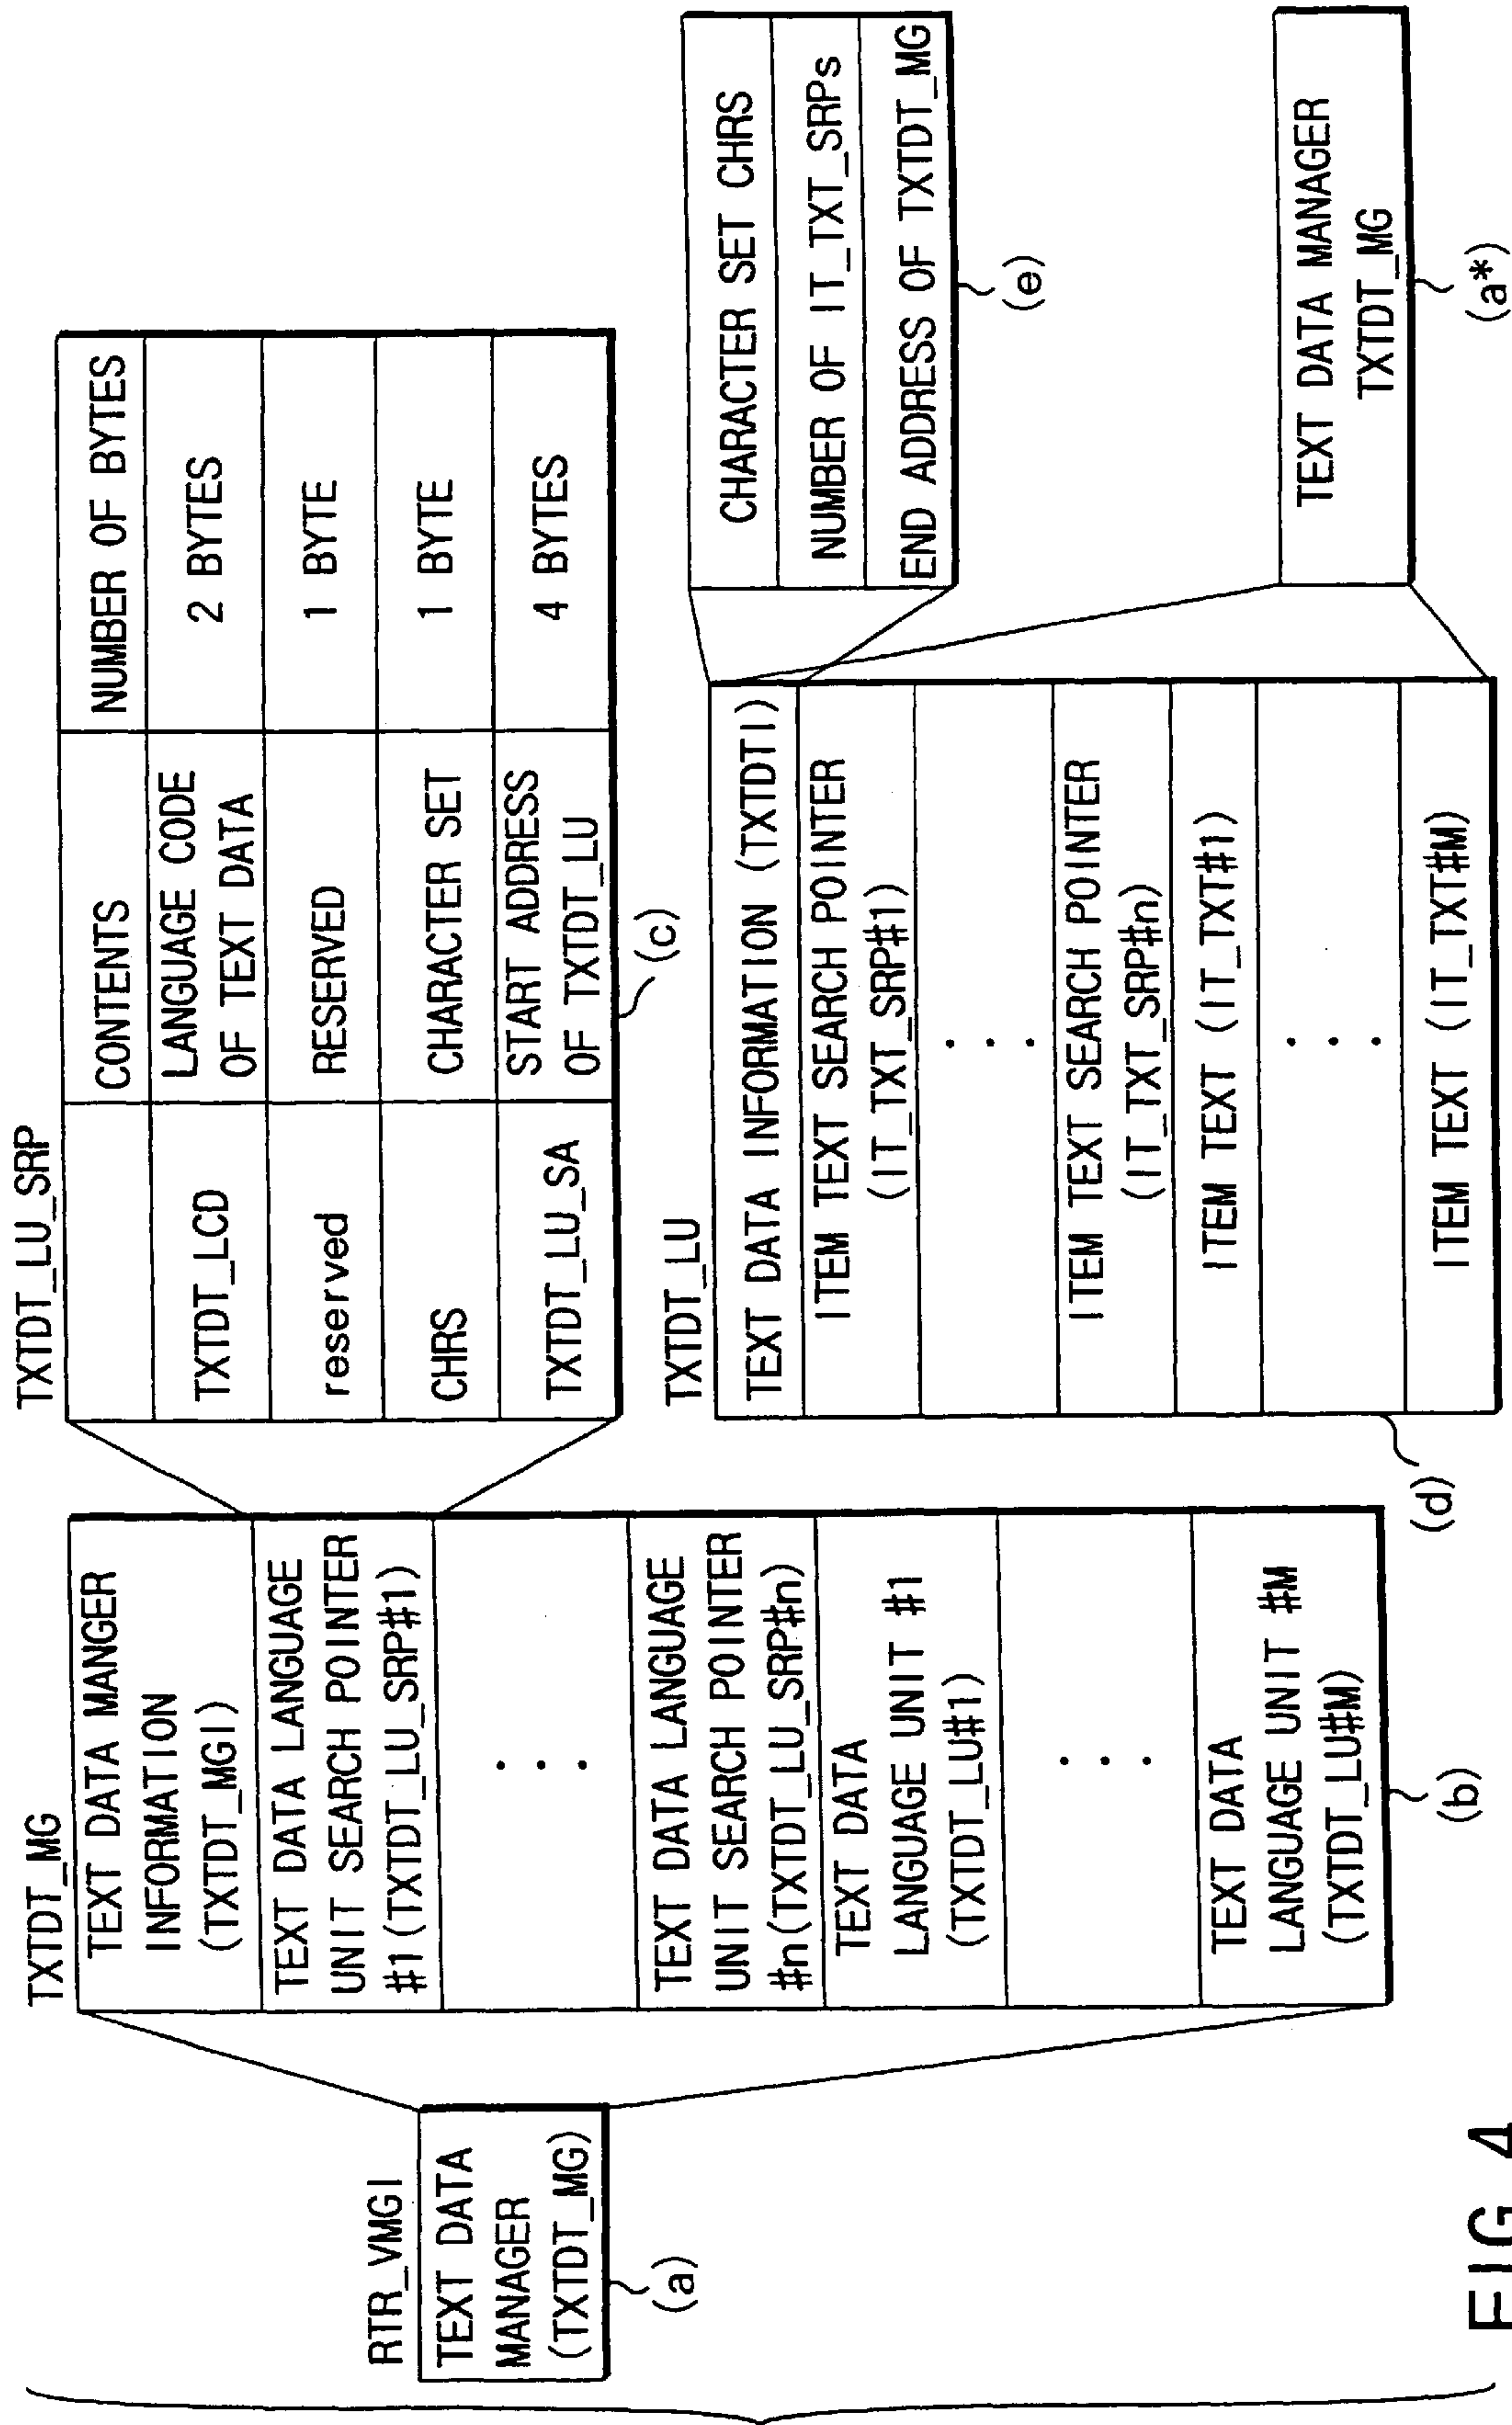 RTR_VMGI
TEXT DATA
MANAGER
(TXTDT_MG)
(a)
TXTDT_MG
TEXT DATA MANGER
INFORMATION
(TXTDT_MGI)
TEXT DATA LANGUAGE
UNIT SEARCH POINTER
#1(TXTDT_LU_SRP#1)
. . .
TEXT DATA LANGUAGE
UNIT SEARCH POINTER
#n(TXTDT_LU_SRP#n)
TEXT DATA
LANGUAGE UNIT #1
(TXTDT_LU#1)
. . .
TEXT DATA
LANGUAGE UNIT #M
(TXTDT_LU#M)
(b)
TXTDT_LU_SRP
CONTENTS NUMBER OF BYTES
TXTDT_LCD LANGUAGE CODE 2 BYTES
OF TEXT DATA
reserved RESERVED 1 BYTE
CHRS CHARACTER SET 1 BYTE
TXTDT_LU_SA START ADDRESS 4 BYTES
OF TXTDT_LU
(c)
TXTDT_LU
TEXT DATA INFORMATION (TXTDTI)
ITEM TEXT SEARCH POINTER
(IT_TXT_SRP#1)
. . .
ITEM TEXT SEARCH POINTER
(IT_TXT_SRP#n)
ITEM TEXT (IT_TXT#1)
. . .
ITEM TEXT (IT_TXT#M)
(d)
CHARACTER SET CHRS
NUMBER OF IT_TXT_SRPs
END ADDRESS OF TXTDT_MG
(e)
TEXT DATA MANAGER
TXTDT_MG
(a*)
FIG. 4